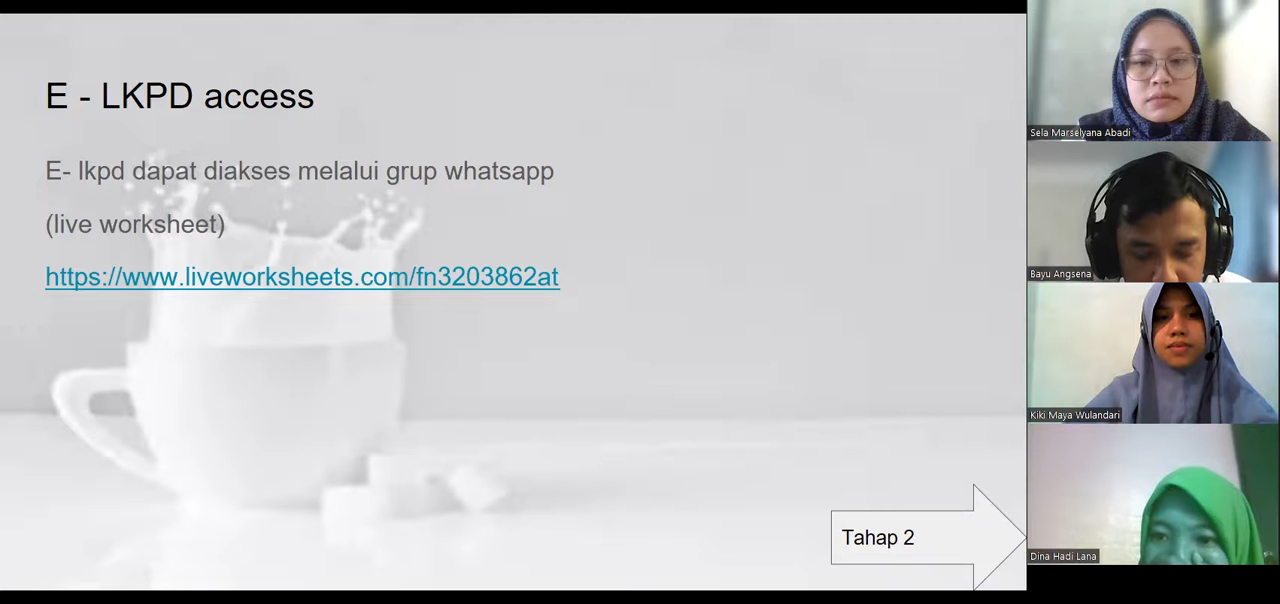 E - LKPD access
E- lkpd dapat diakses melalui grup whatsapp
(live worksheet)
https://www.liveworksheets.com/fn3203862at
Tahap 2
Sela Marselyana Abadi
Bayu Angsena
Kiki Maya Wulandari
Dina Hadi Lana